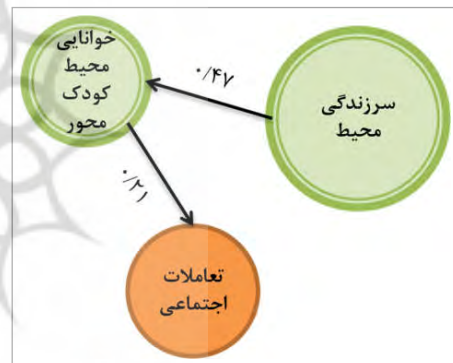 خوانایی
محیط
کودک
محور
۰/۴۷
سرزندگی
محیط
۰/۲۱
تعاملات
اجتماعی